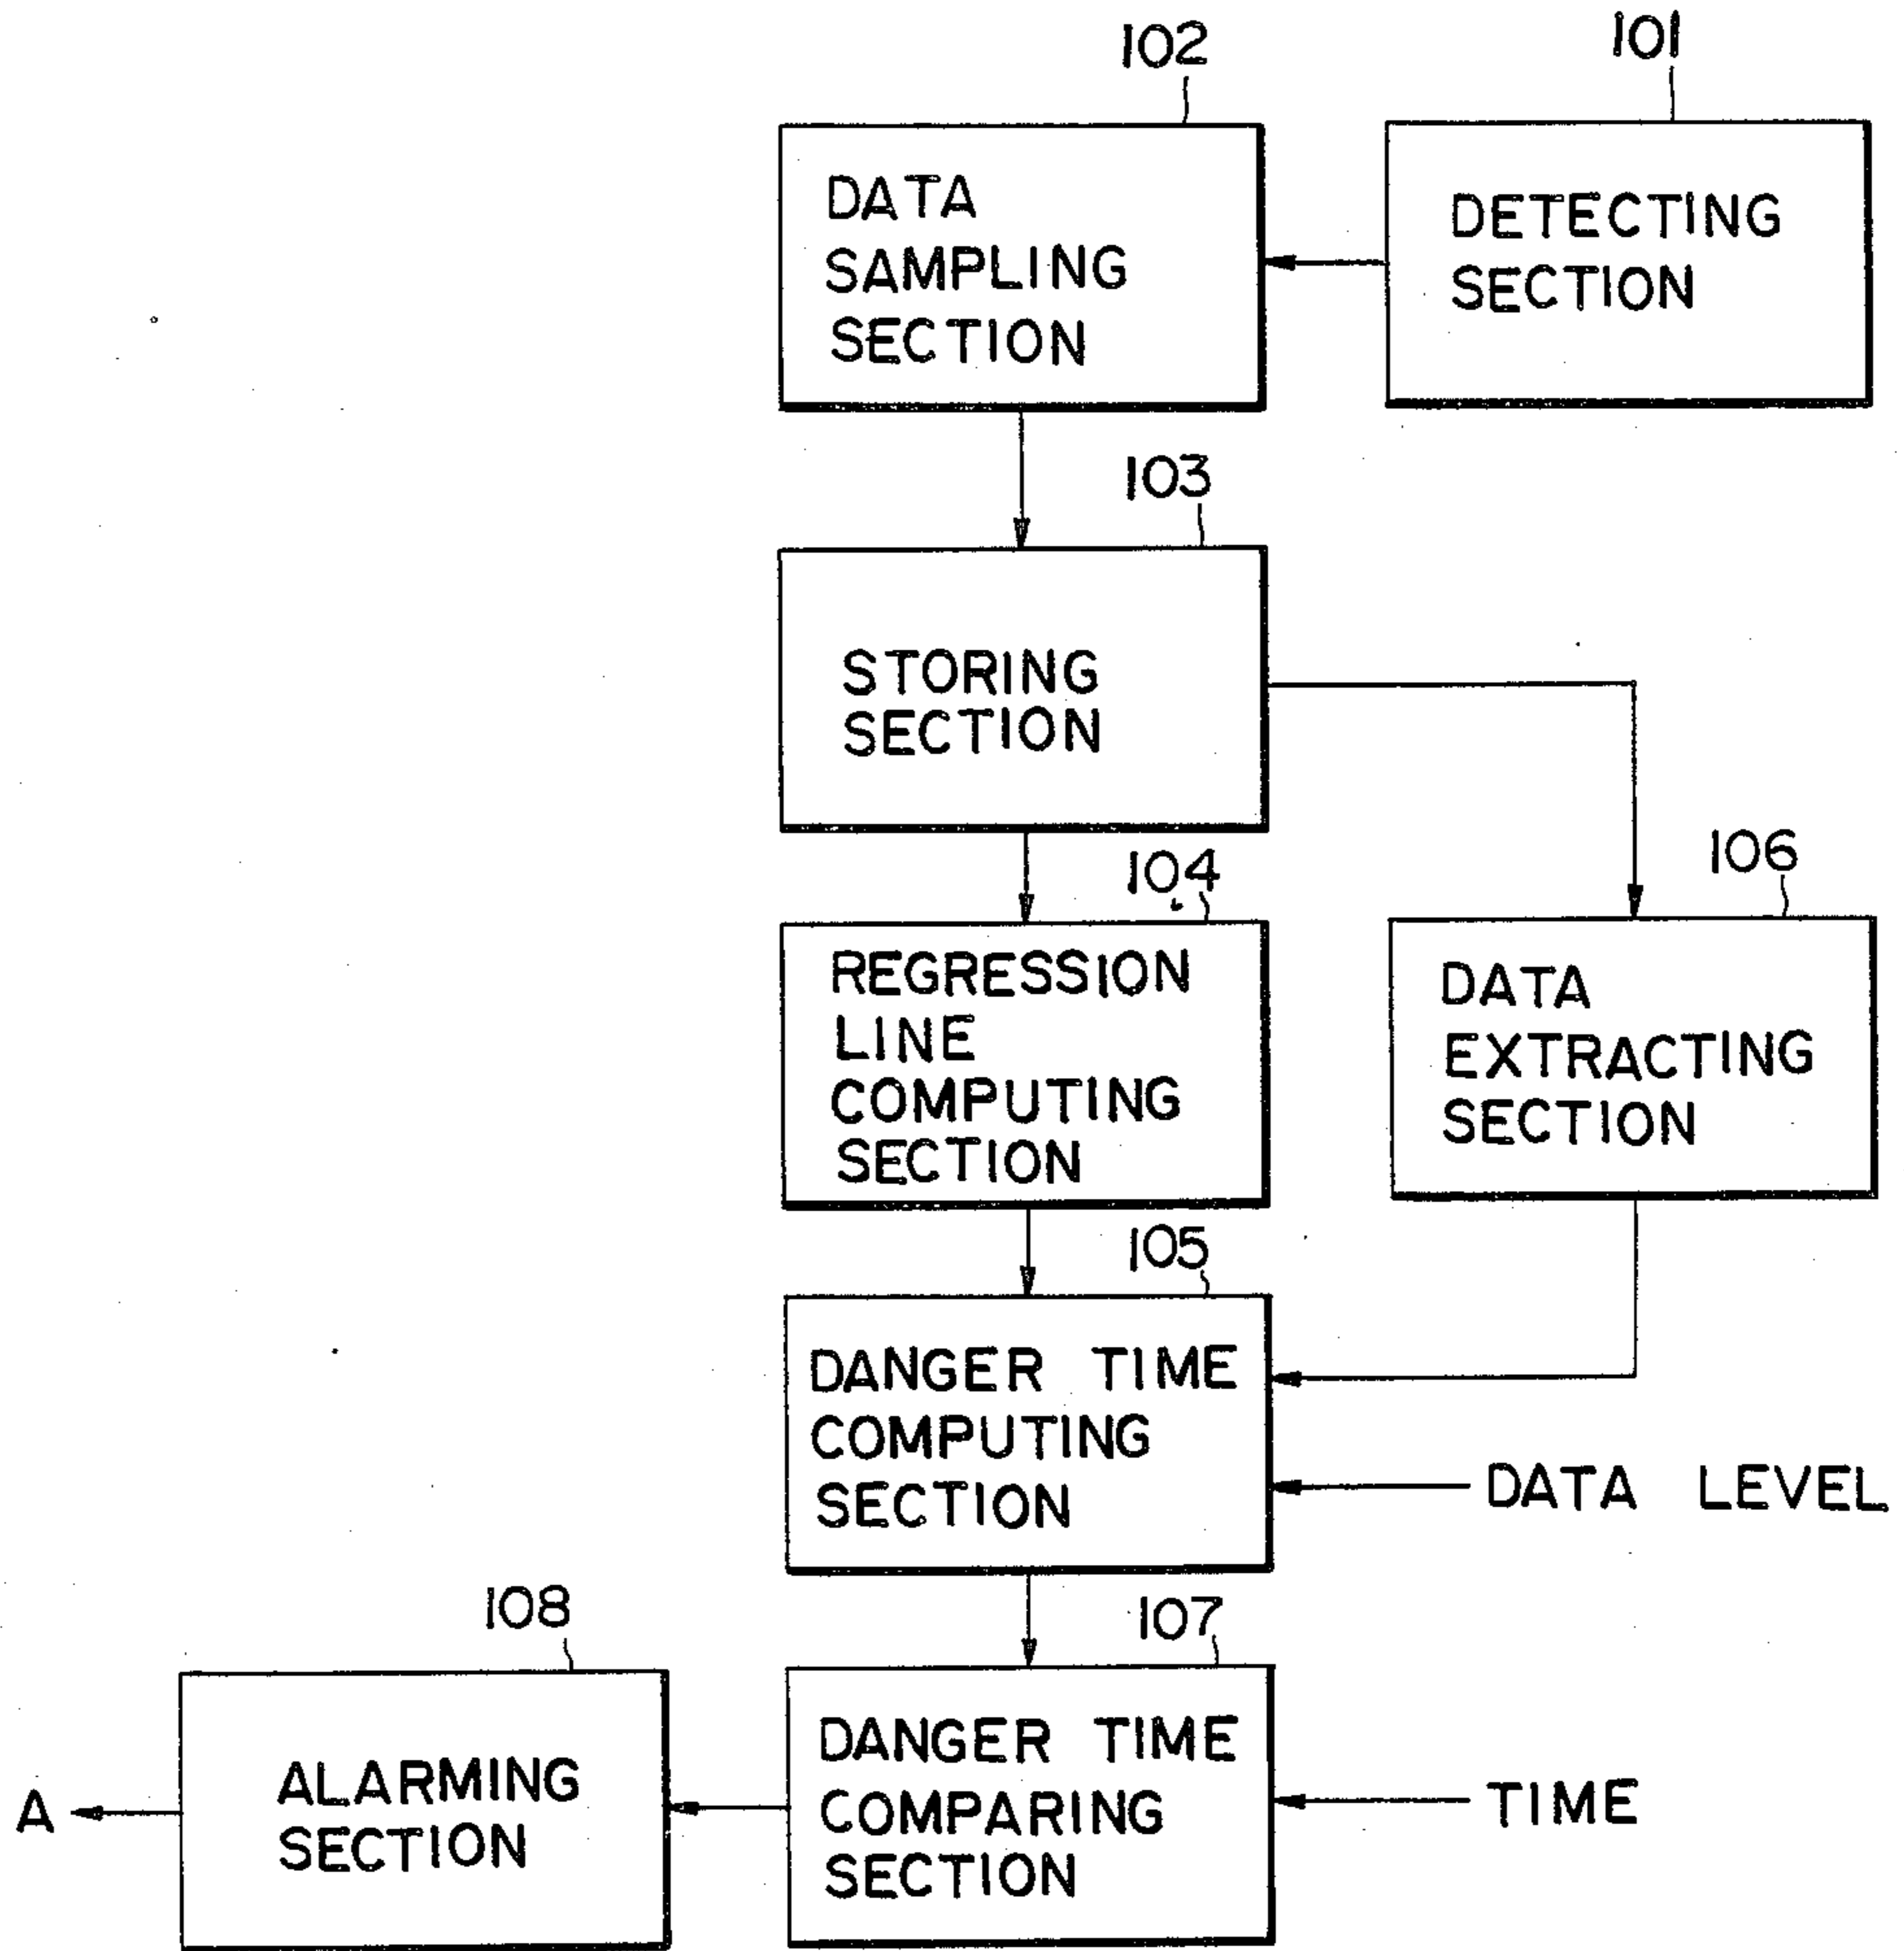 102
101
DATA
SAMPLING
SECTION
DETECTING
SECTION
103
STORING
SECTION
104
106
REGRESSION
LINE
COMPUTING
SECTION
DATA
EXTRACTING
SECTION
105
DANGER TIME
COMPUTING
SECTION
DATA LEVEL
108
107
A
ALARMING
SECTION
DANGER TIME
COMPARING
SECTION
TIME